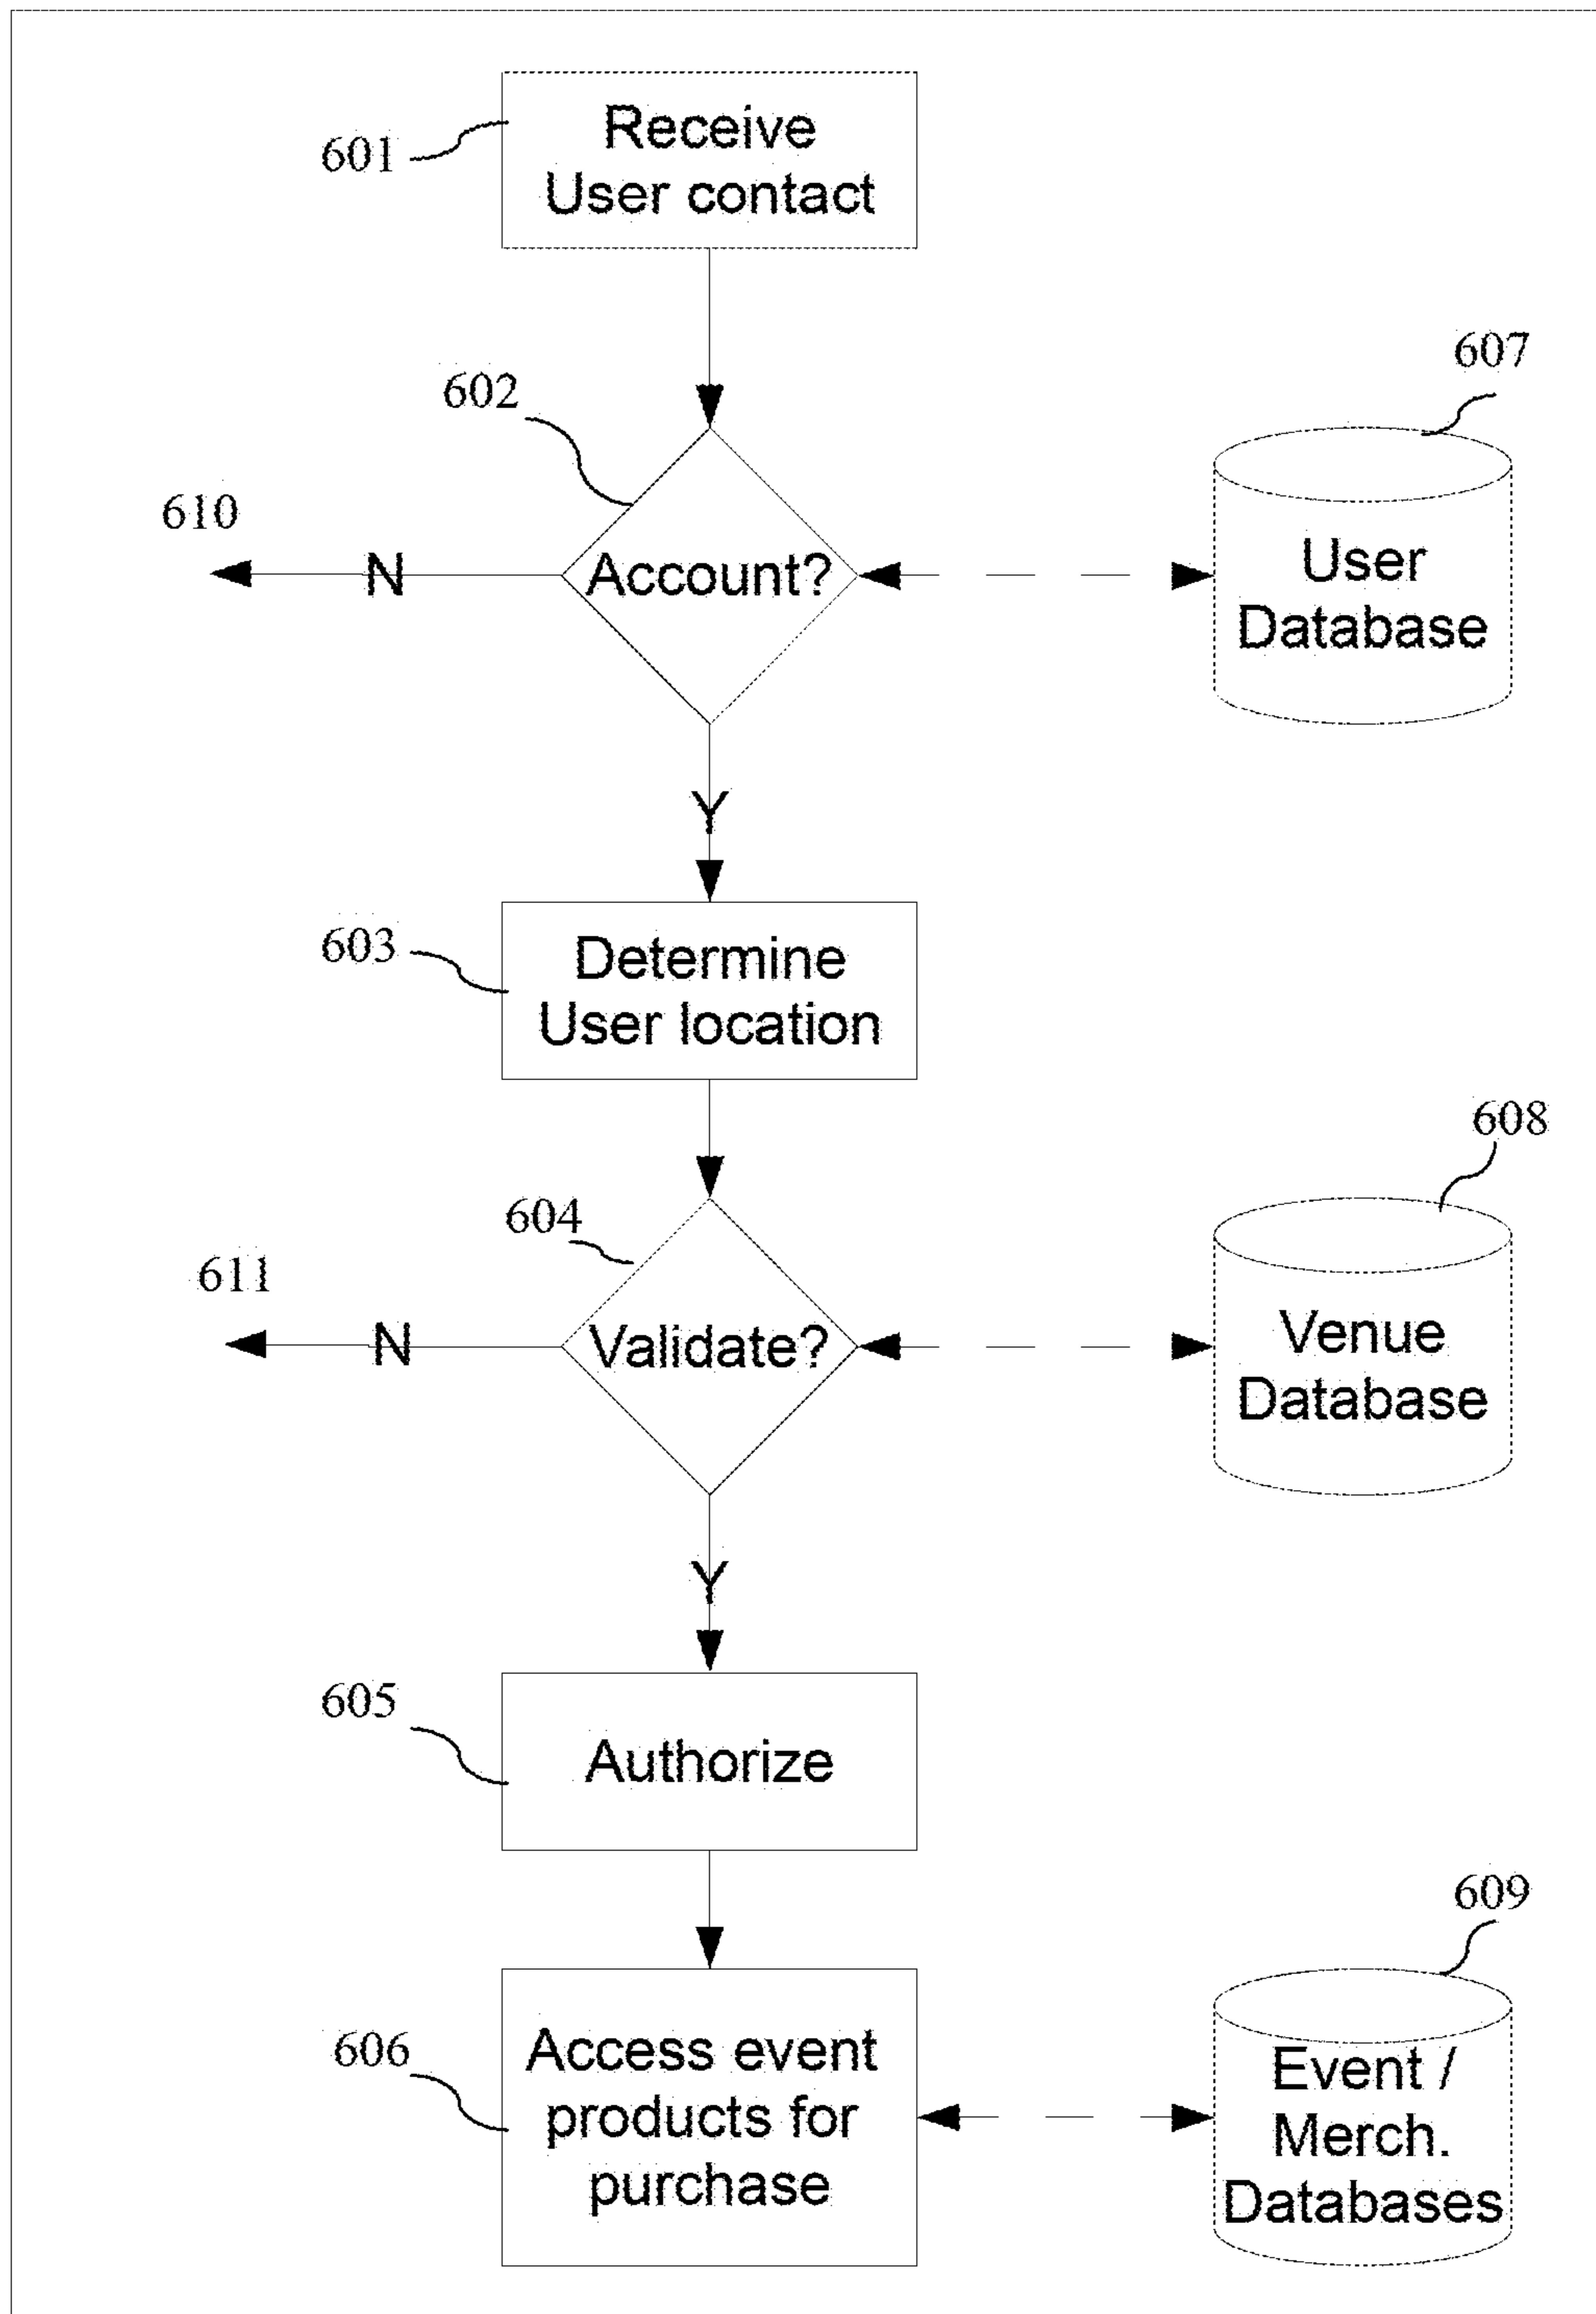 601
Receive
User contact
602
607
610
N
Account?
User
Database
Y
603
Determine
User location
608
604
611
N
Validate?
Venue
Database
Y
605
Authorize
609
606
Access event
products for
purchase
Event /
Merch.
Databases